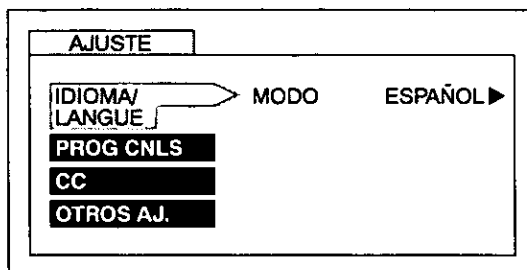 AJUSTE
IDIOMA/ MODO ESPAÑOL▶
LANGUE
PROG CNLS
CC
OTROS AJ.